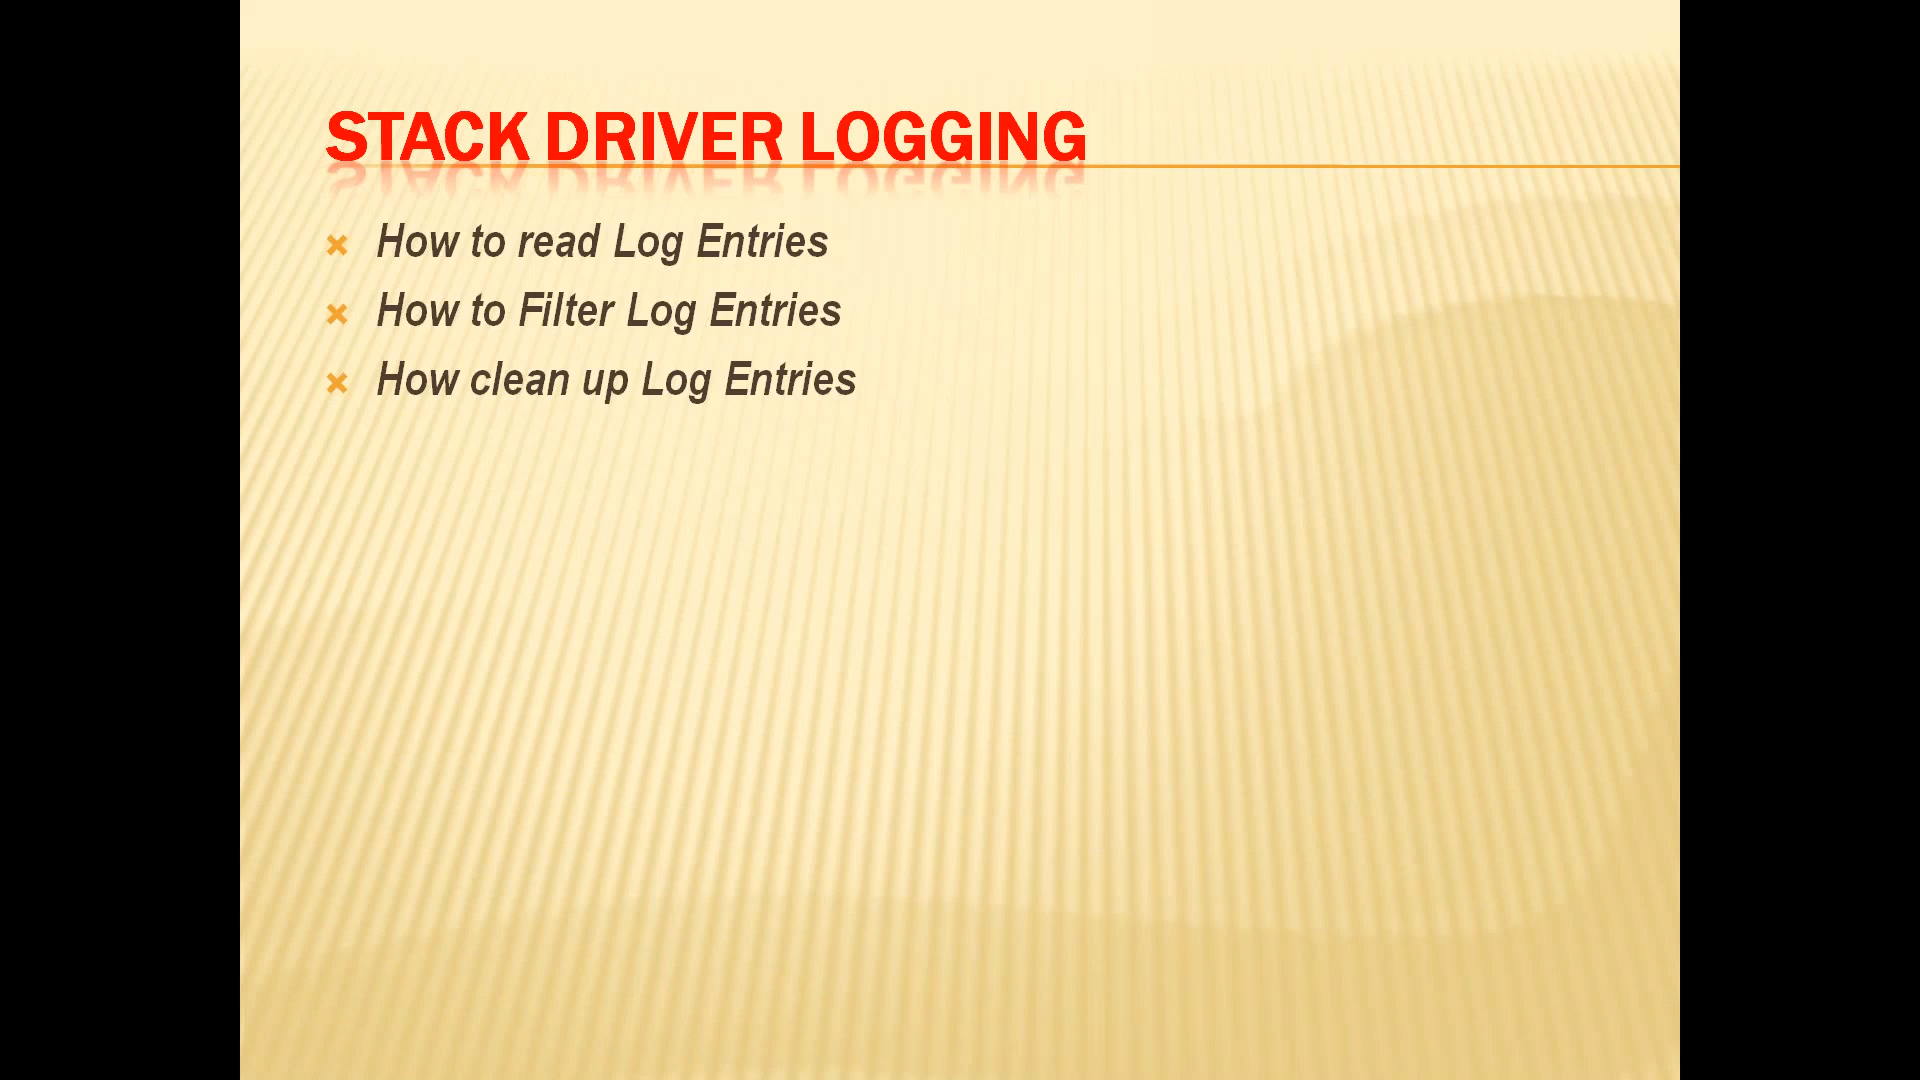 STACK DRIVER LOGGING
How to read Log Entries
How to Filter Log Entries
How clean up Log Entries